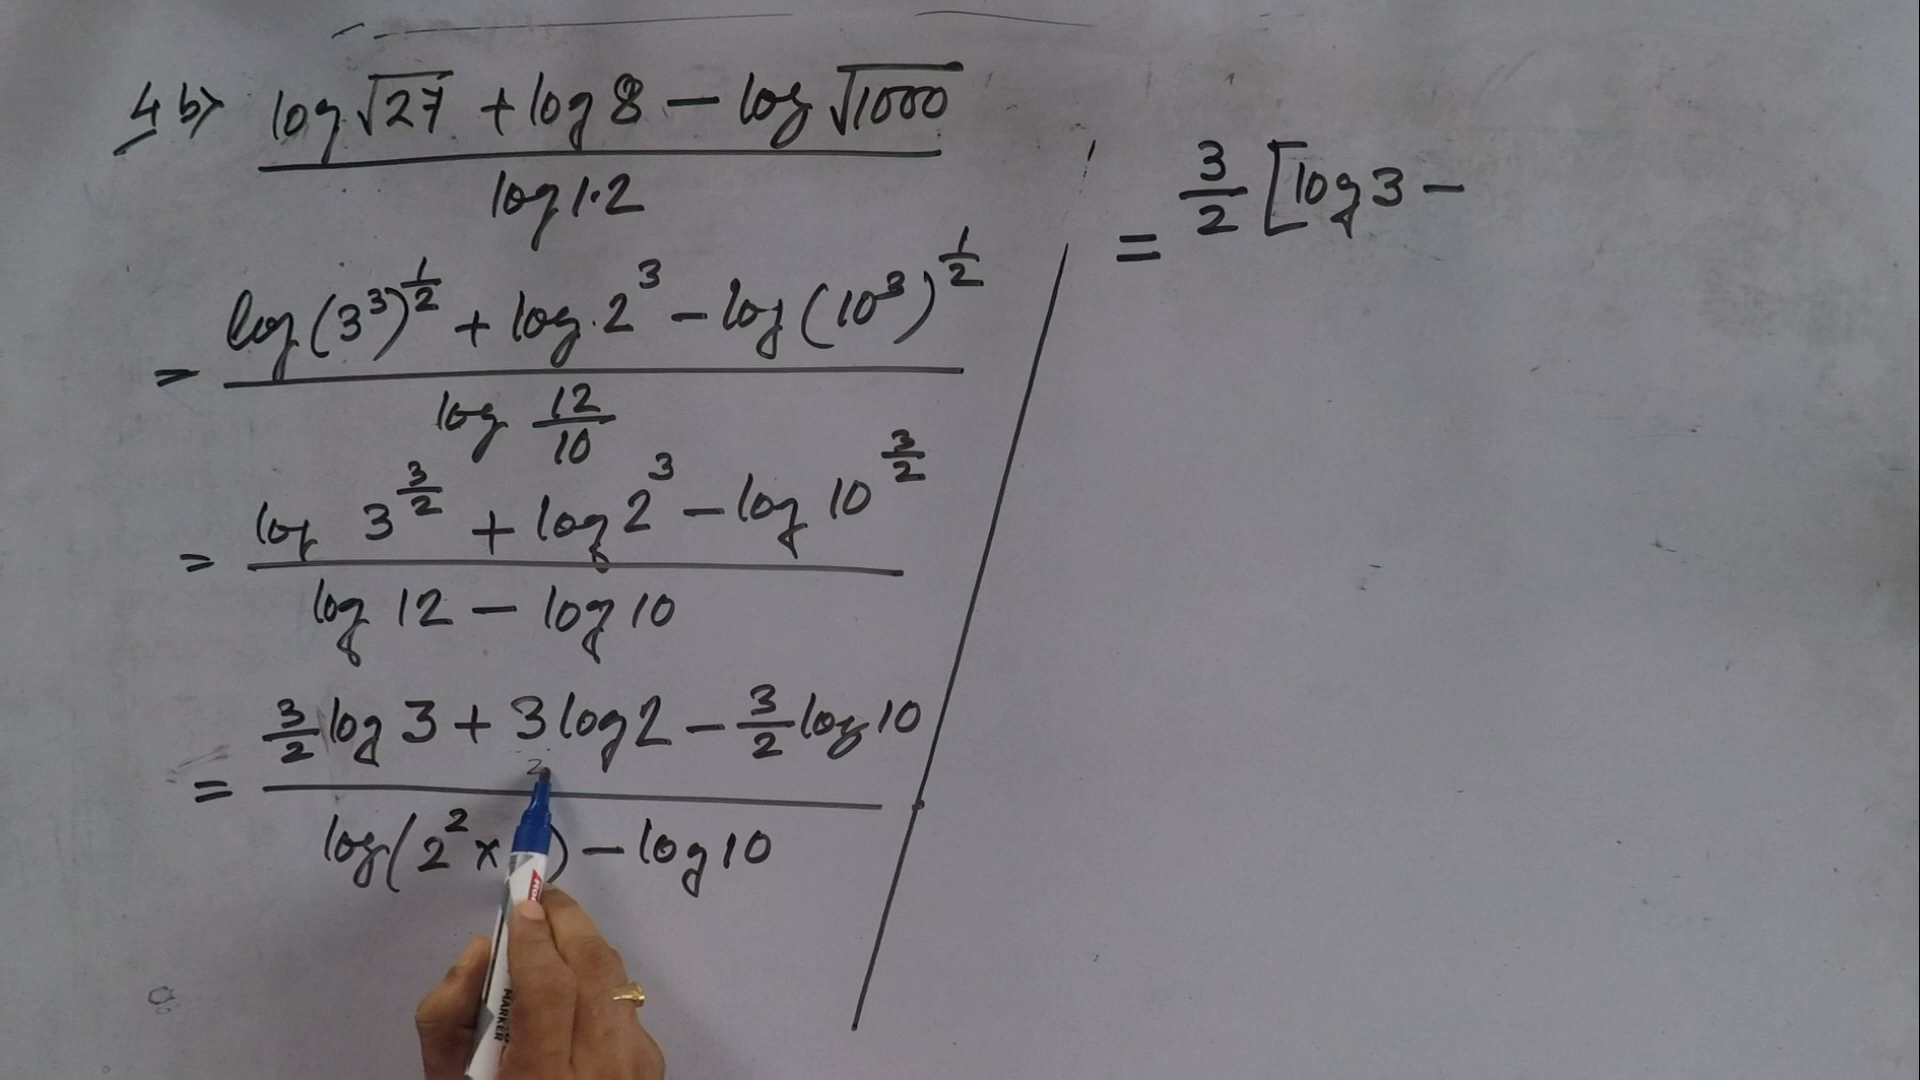 4b) (log√27 + log 8 − log√1000) / log 1.2
= (log (3³)^(1/2) + log 2³ − log (10³)^(1/2)) / (log 12/10)
= (log 3^(3/2) + log 2³ − log 10^(3/2)) / (log 12 − log 10)
= (3/2 log 3 + 3 log 2 − 3/2 log 10) / (log (2² × ) − log 10)
= 3/2 [log 3 −
MARKER